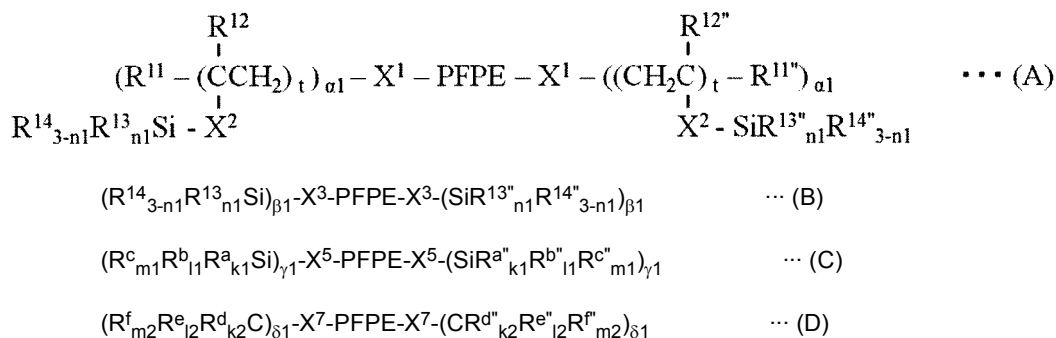 R¹² R¹²"
(R¹¹ – (CCH₂) ₜ ) α1 – X¹ – PFPE – X¹ – ((CH₂C) ₜ – R¹¹") α1 ··· (A)
R¹⁴₃₋ₙ₁R¹³ₙ₁Si - X² X² - SiR¹³"ₙ₁R¹⁴"₃₋ₙ₁
(R¹⁴₃₋ₙ₁R¹³ₙ₁Si)β1-X³-PFPE-X³-(SiR¹³"ₙ₁R¹⁴"₃₋ₙ₁)β1 ··· (B)
(Rᶜₘ₁Rᵇₗ₁Rᵃₖ₁Si)γ1-X⁵-PFPE-X⁵-(SiRᵃ"ₖ₁Rᵇ"ₗ₁Rᶜ"ₘ₁)γ1 ··· (C)
(Rᶠₘ₂Rᵉₗ₂Rᵈₖ₂C)δ1-X⁷-PFPE-X⁷-(CRᵈ"ₖ₂Rᵉ"ₗ₂Rᶠ"ₘ₂)δ1 ··· (D)